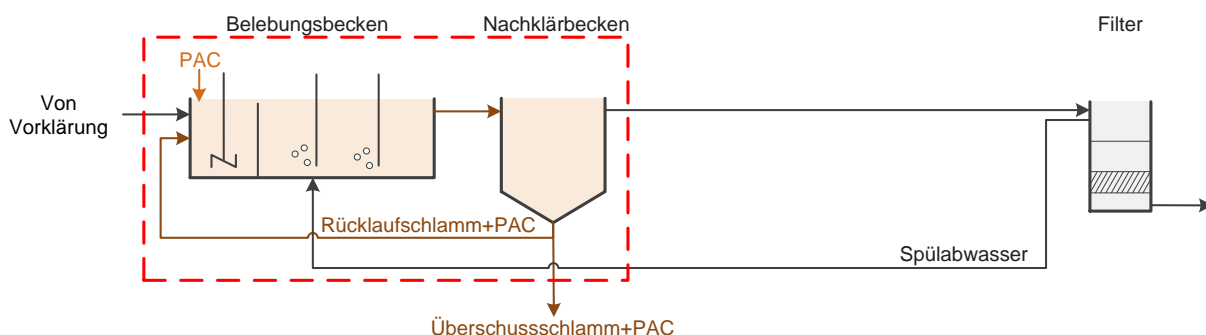 Belebungsbecken
Nachklärbecken
Filter
PAC
Von
Vorklärung
Rücklaufschlamm+PAC
Spülabwasser
Überschussschlamm+PAC